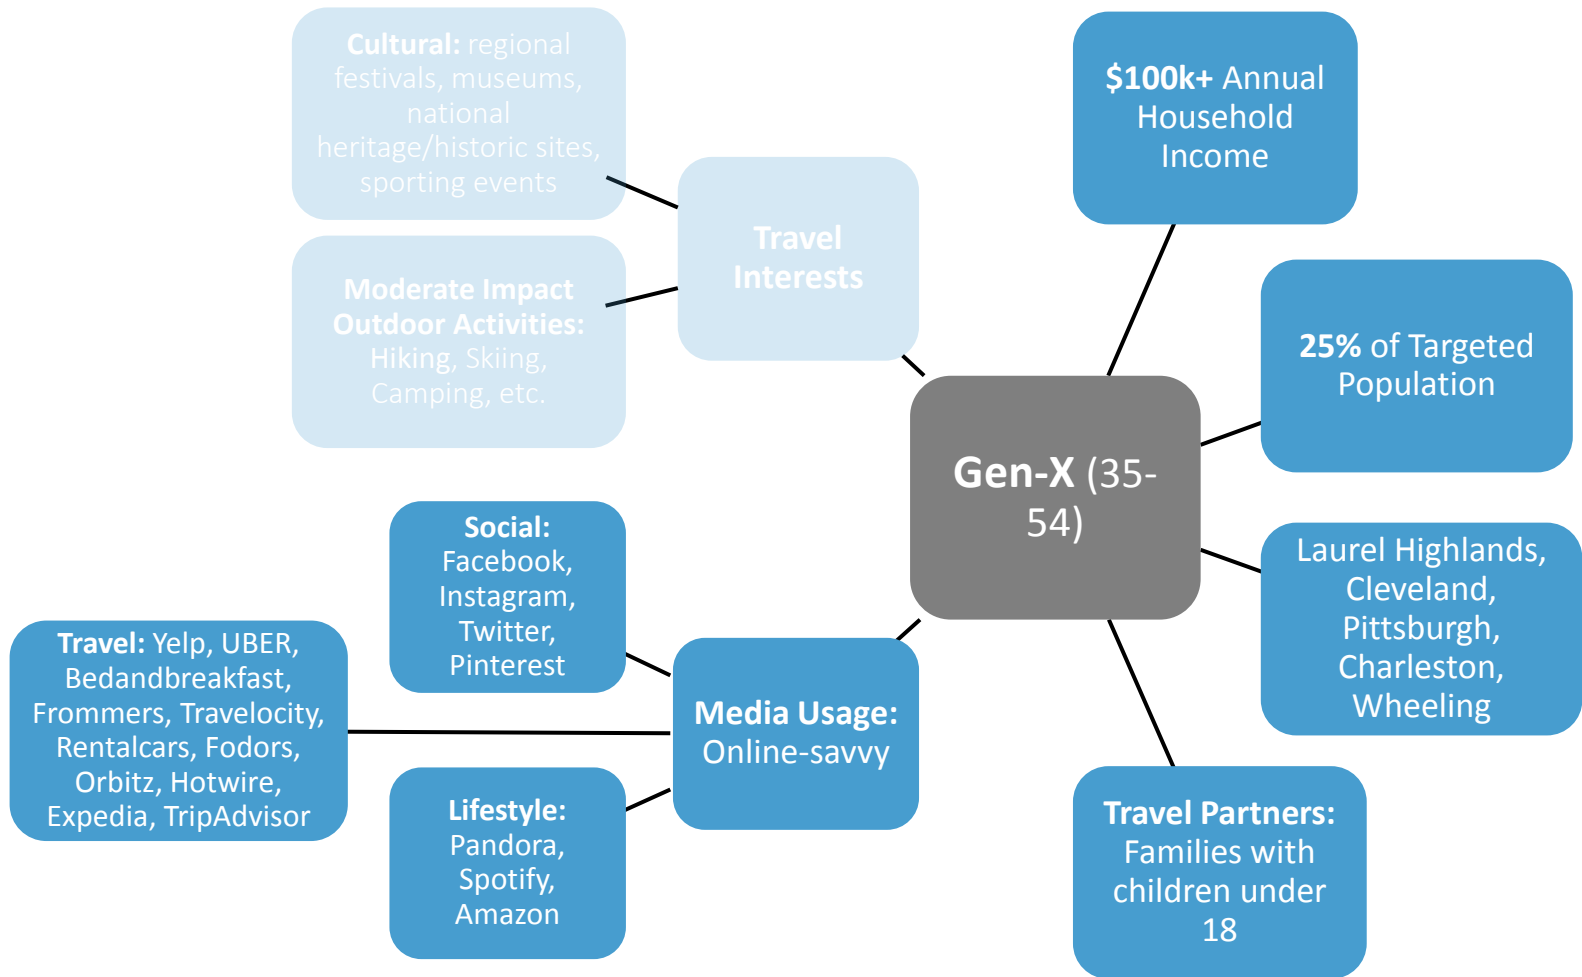 Cultural: regional
festivals, museums,
national
heritage/historic sites,
sporting events
Moderate Impact
Outdoor Activities:
Hiking, Skiing,
Camping, etc.
Travel
Interests
$100k+ Annual
Household
Income
25% of Targeted
Population
Gen-X (35-
54)
Laurel Highlands,
Cleveland,
Pittsburgh,
Charleston,
Wheeling
Travel Partners:
Families with
children under
18
Media Usage:
Online-savvy
Social:
Facebook,
Instagram,
Twitter,
Pinterest
Travel: Yelp, UBER,
Bedandbreakfast,
Frommers, Travelocity,
Rentalcars, Fodors,
Orbitz, Hotwire,
Expedia, TripAdvisor
Lifestyle:
Pandora,
Spotify,
Amazon